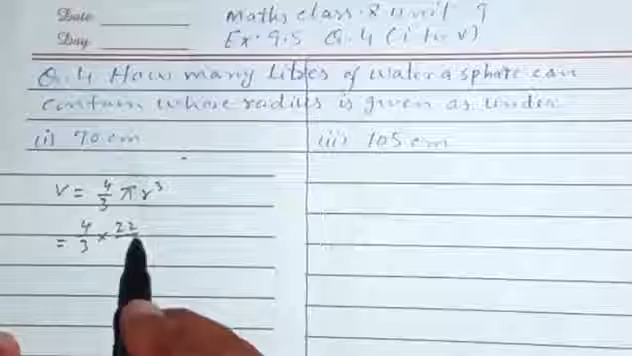 Date
Maths class 8 unit 9
Day
Ex. 9.5 Q.4 (i to v)
Q.4 How many Litres of water a sphere can
contain whose radius is given as under
(i) 70 cm
(ii) 105 cm
V = 4/3 π r³
= 4/3 × 22